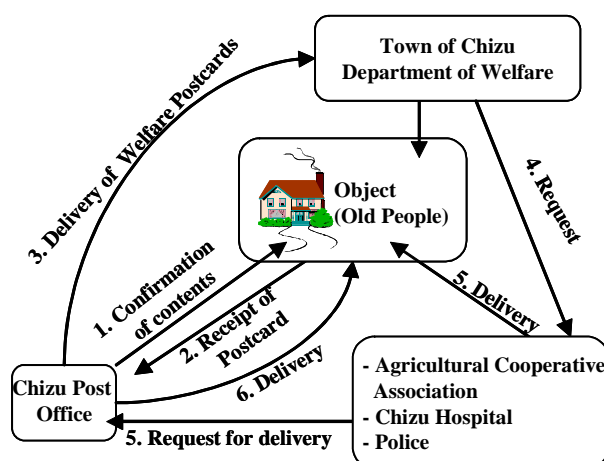 Town of Chizu
Department of Welfare
3. Delivery of Welfare Postcards
Object
(Old People)
4. Request
1. Confirmation
of contents
2. Receipt of
Postcard
5. Delivery
6. Delivery
Chizu Post
Office
- Agricultural Cooperative
Association
- Chizu Hospital
- Police
5. Request for delivery